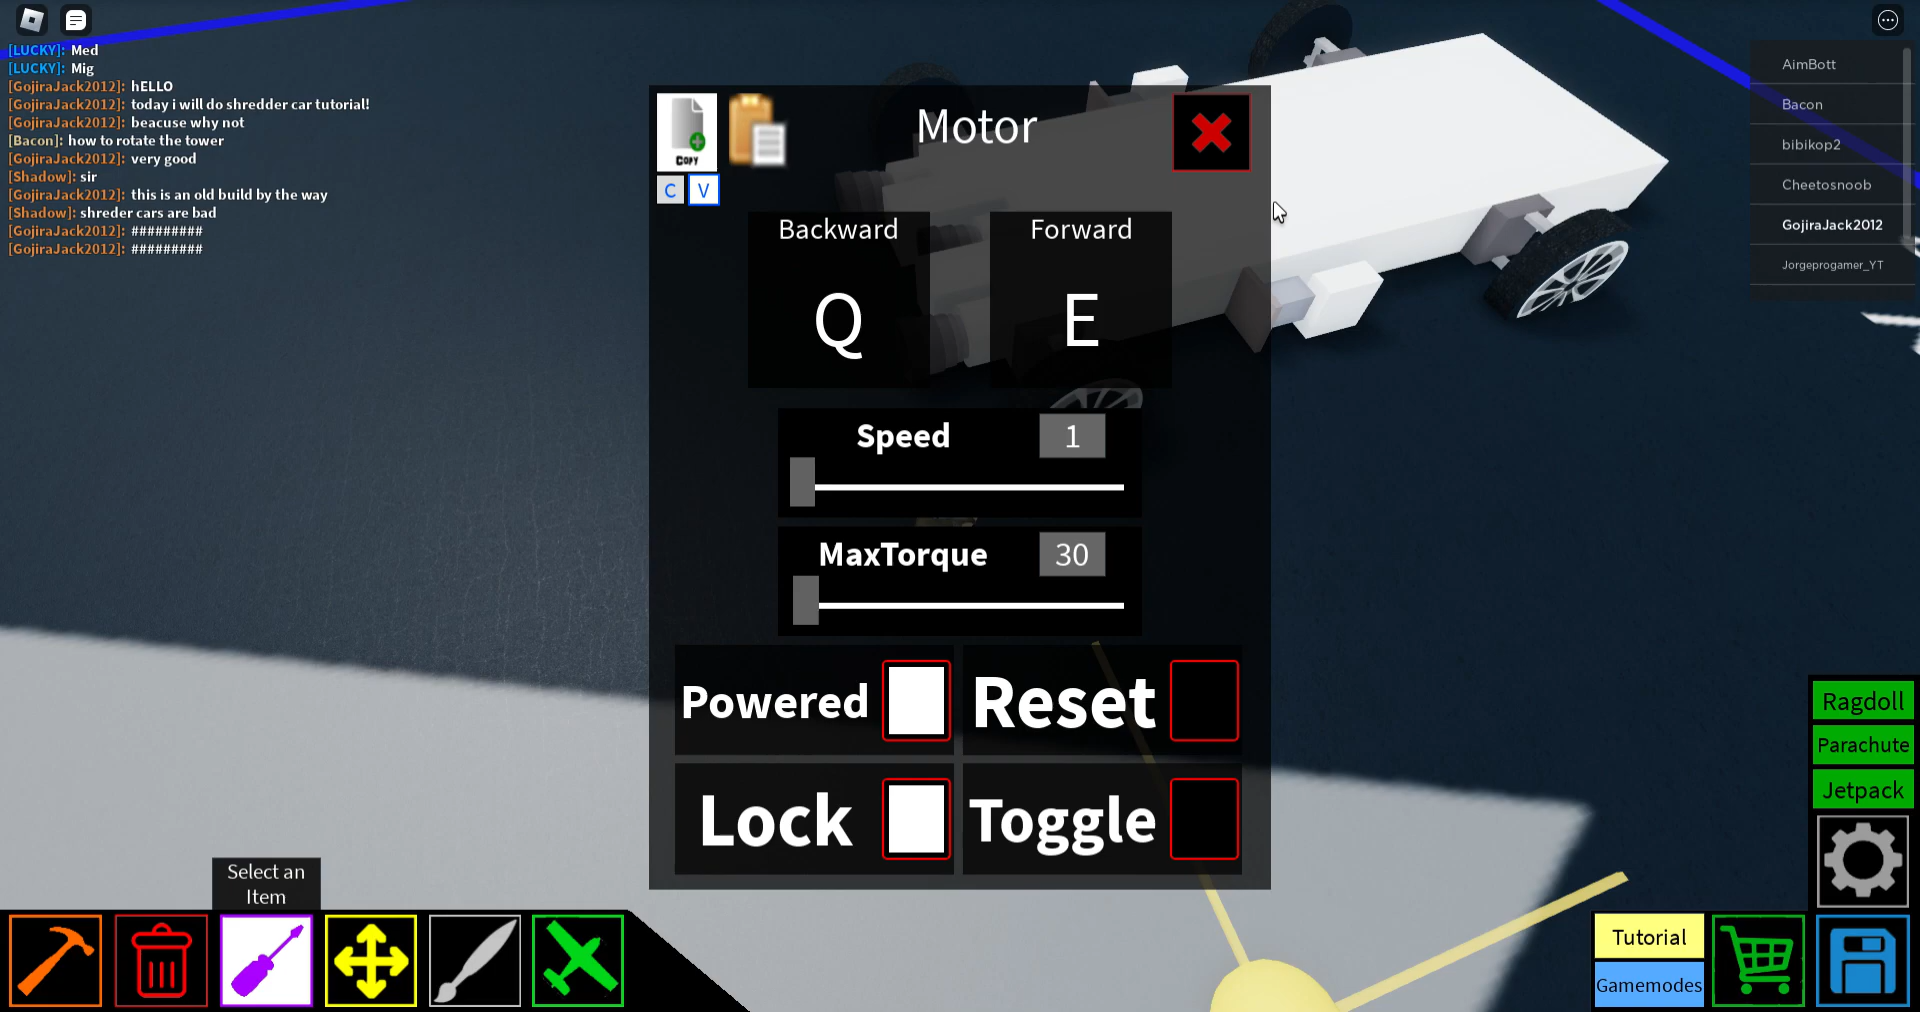 [LUCKY]: Med
[LUCKY]: Mig
[GojiraJack2012]: hELLO
[GojiraJack2012]: today i will do shredder car tutorial!
[GojiraJack2012]: beacuse why not
[Bacon]: how to rotate the tower
[GojiraJack2012]: very good
[Shadow]: sir
[GojiraJack2012]: this is an old build by the way
[Shadow]: shreder cars are bad
[GojiraJack2012]: #########
[GojiraJack2012]: #########
AimBott
Bacon
bibikop2
Cheetosnoob
GojiraJack2012
Jorgeprogamer_YT
Copy
C V
Motor
Backward
Q
Forward
E
Speed 1
MaxTorque 30
Powered
Reset
Lock
Toggle
Select an
Item
Ragdoll
Parachute
Jetpack
Tutorial
Gamemodes